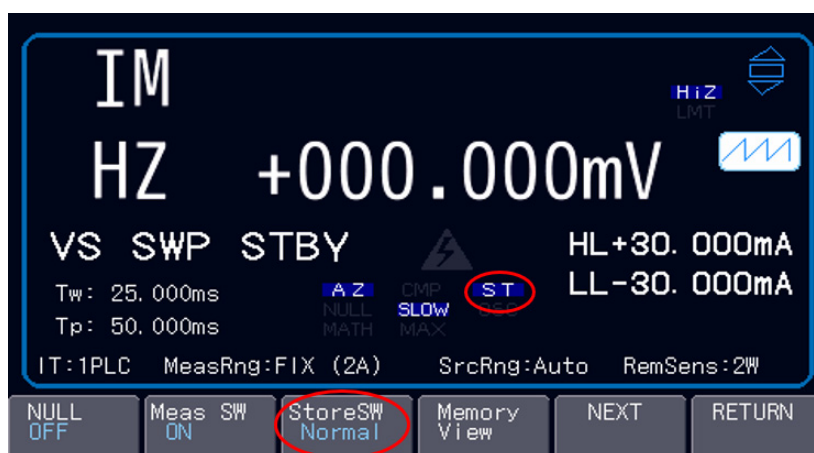 IM
HiZ
LMT
HZ +000.000mV
VS SWP STBY
HL+30.000mA
LL-30.000mA
Tw: 25.000ms
Tp: 50.000ms
AZ CMP ST
NULL SLOW OSC
MATH MAX
IT:1PLC MeasRng:FIX (2A) SrcRng:Auto RemSens:2W
NULL OFF
Meas SW ON
StoreSW Normal
Memory View
NEXT
RETURN